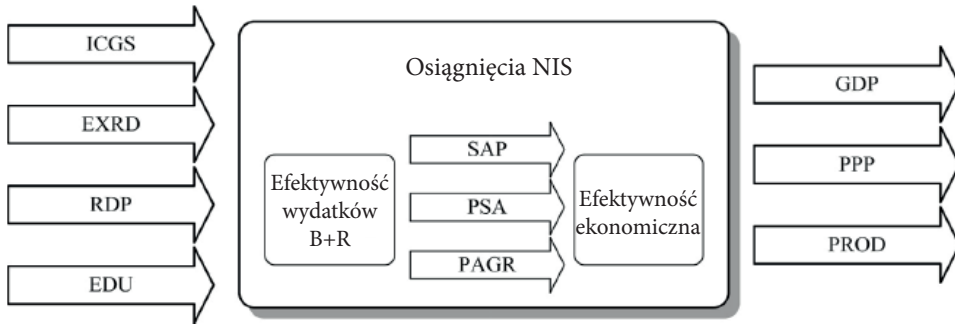 ICGS
EXRD
RDP
EDU
Osiągnięcia NIS
Efektywność
wydatków
B+R
SAP
PSA
PAGR
Efektywność
ekonomiczna
GDP
PPP
PROD